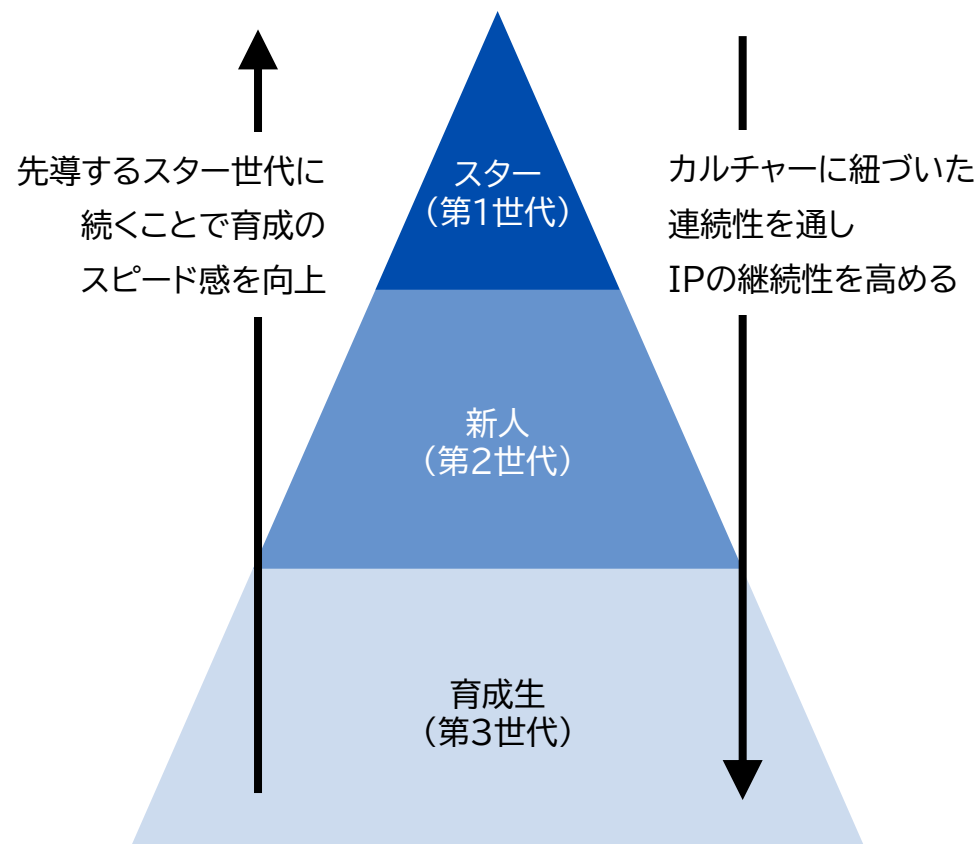 先導するスター世代に
続くことで育成の
スピード感を向上
スター
（第1世代）
カルチャーに紐づいた
連続性を通し
IPの継続性を高める
新人
（第2世代）
育成生
（第3世代）